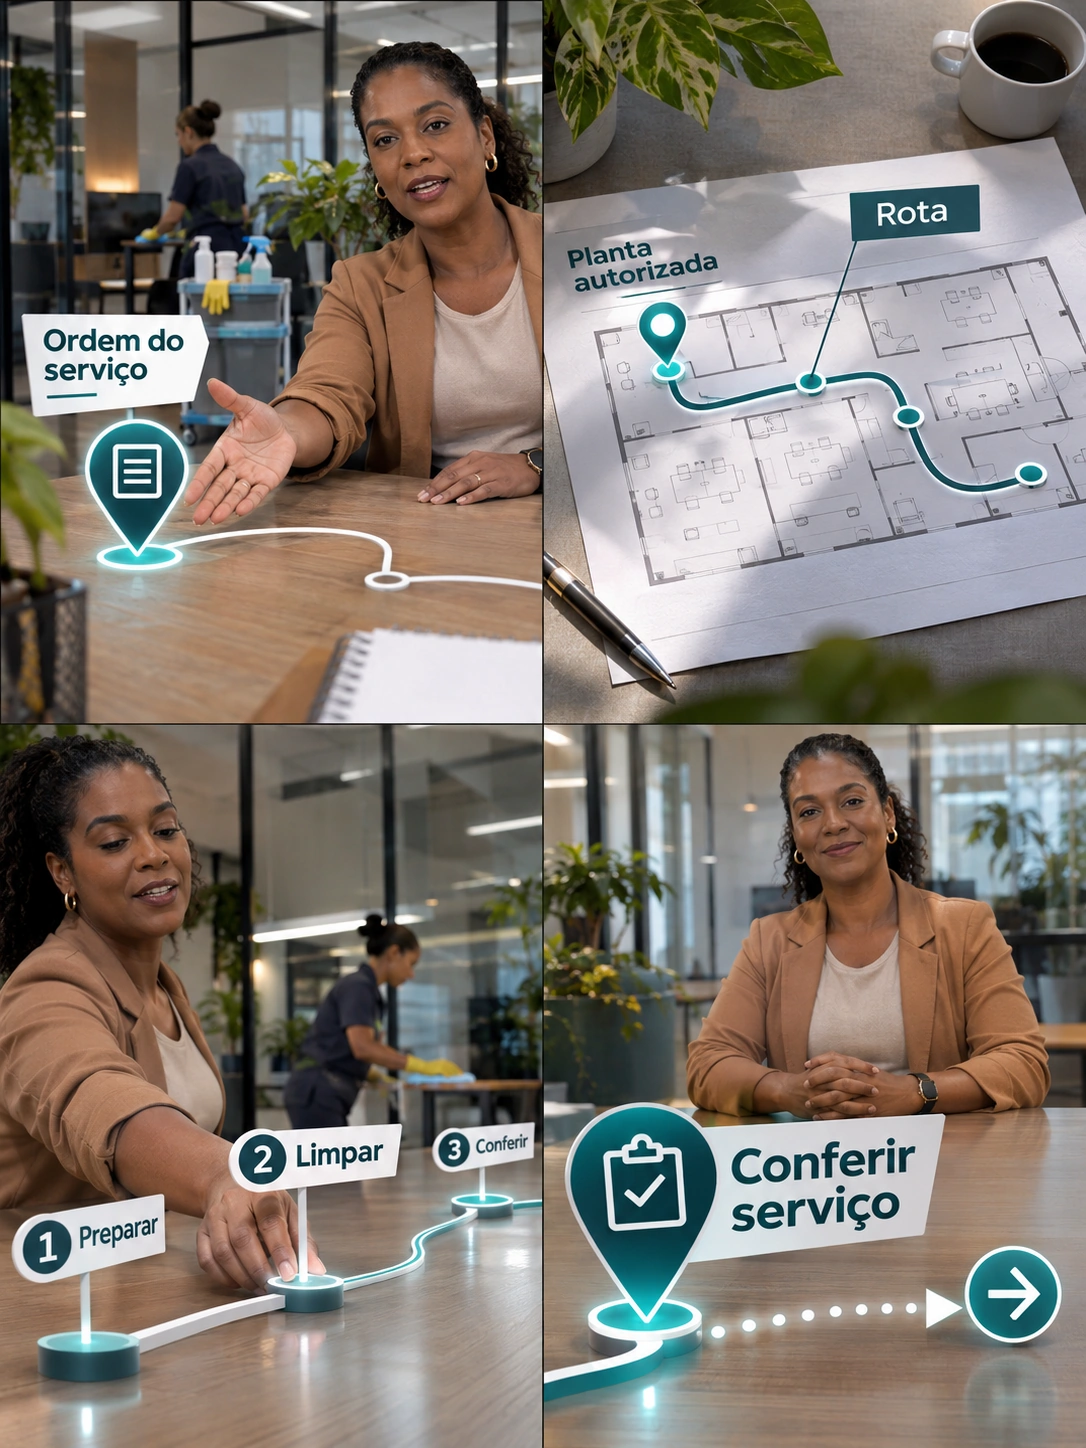 Ordem do
serviço
Planta
autorizada
Rota
1 Preparar
2 Limpar
3 Conferir
Conferir
serviço